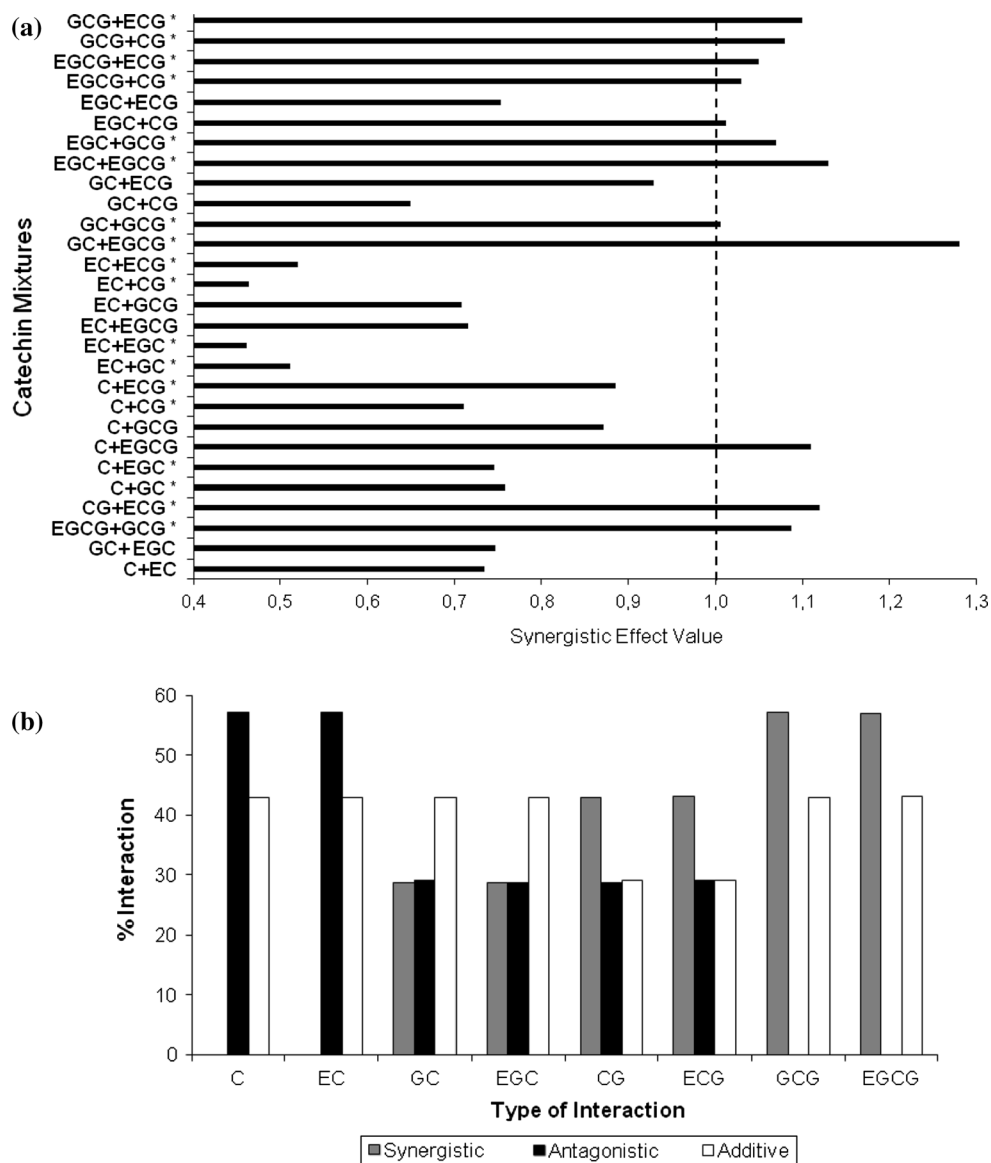 (a)
Catechin Mixtures
GCG+ECG *
GCG+CG *
EGCG+ECG *
EGCG+CG *
EGC+ECG
EGC+CG
EGC+GCG *
EGC+EGCG *
GC+ECG
GC+CG
GC+GCG *
GC+EGCG *
EC+ECG *
EC+CG *
EC+GCG
EC+EGCG
EC+EGC *
EC+GC *
C+ECG *
C+CG *
C+GCG
C+EGCG
C+EGC *
C+GC *
CG+ECG *
EGCG+GCG *
GC+EGC
C+EC
0,4 0,5 0,6 0,7 0,8 0,9 1,0 1,1 1,2 1,3
Synergistic Effect Value
(b)
% Interaction
60
50
40
30
20
10
0
C EC GC EGC CG ECG GCG EGCG
Type of Interaction
Synergistic Antagonistic Additive